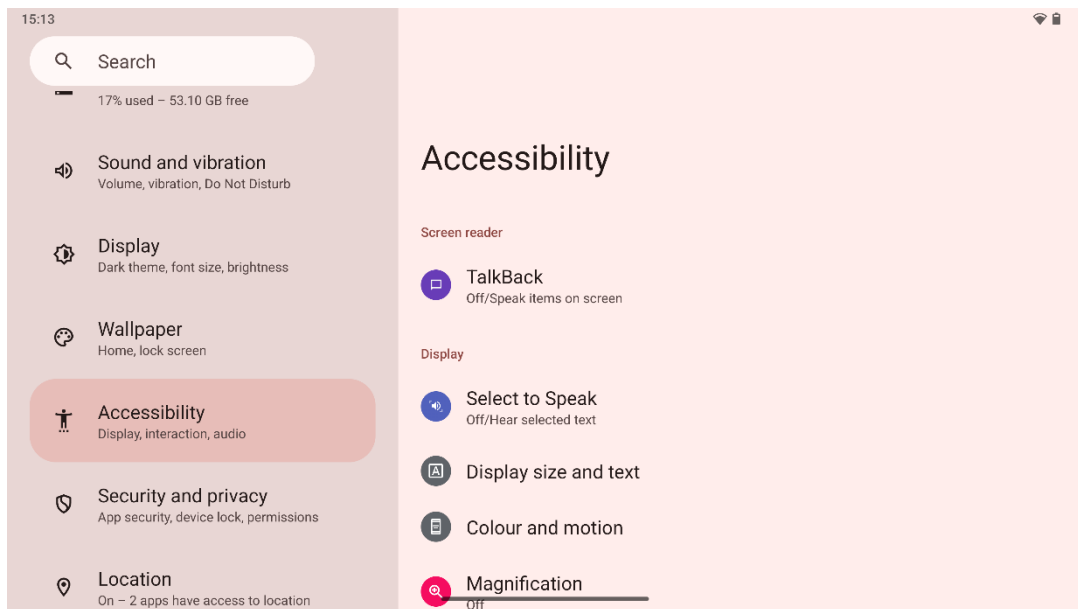 15:13
Search
17% used – 53.10 GB free
Sound and vibration
Volume, vibration, Do Not Disturb
Display
Dark theme, font size, brightness
Wallpaper
Home, lock screen
Accessibility
Display, interaction, audio
Security and privacy
App security, device lock, permissions
Location
On – 2 apps have access to location
Accessibility
Screen reader
TalkBack
Off/Speak items on screen
Display
Select to Speak
Off/Hear selected text
Display size and text
Colour and motion
Magnification
Off